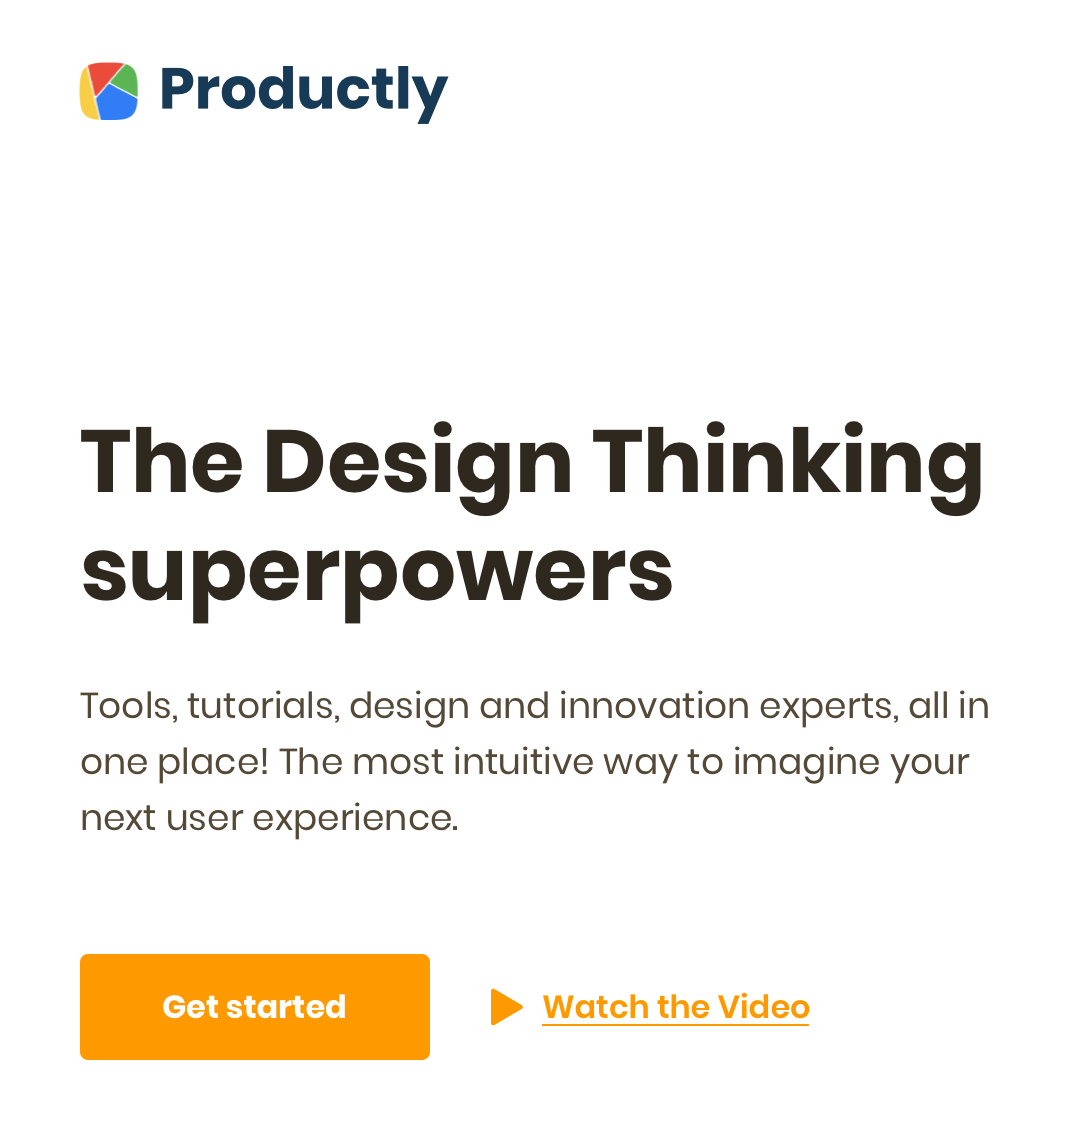 Productly
The Design Thinking
superpowers
Tools, tutorials, design and innovation experts, all in
one place! The most intuitive way to imagine your
next user experience.
Get started
Watch the Video